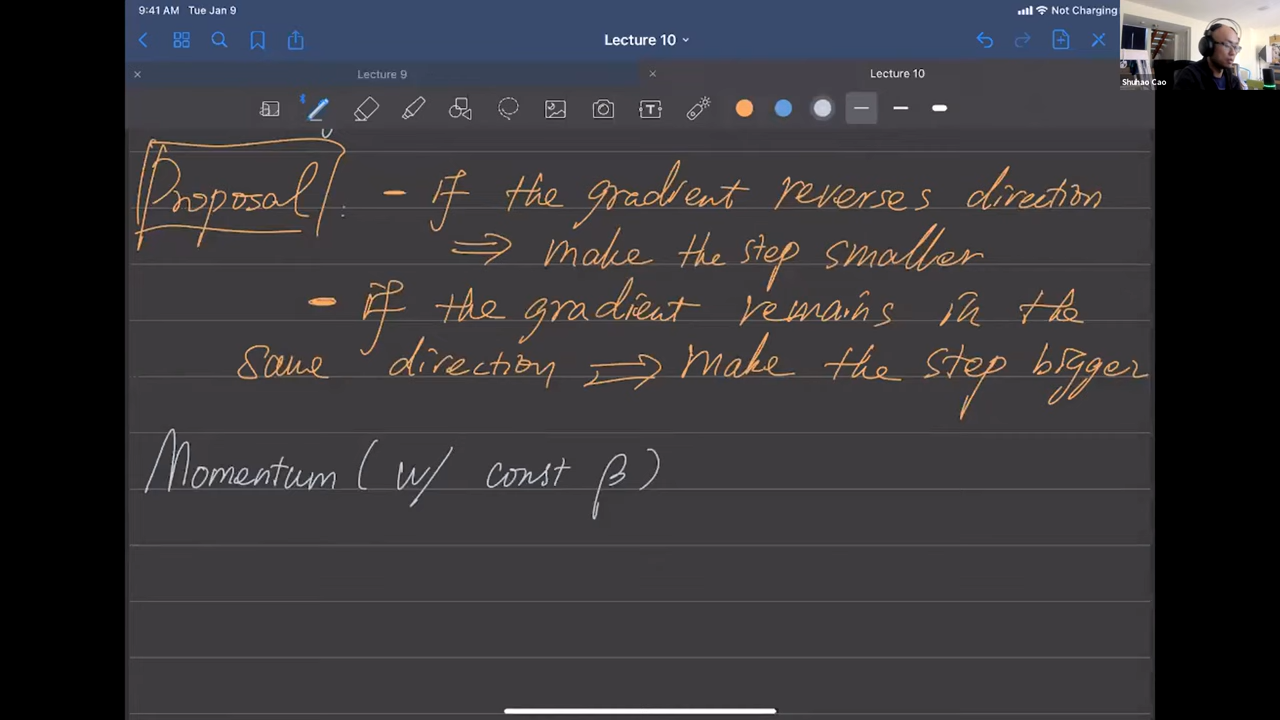 9:41 AM Tue Jan 9
Not Charging
Lecture 10
Shuhao Cao
Lecture 9
Lecture 10
T
Proposal: - if the gradient reverses direction
⇒ make the step smaller
- if the gradient remains in the
same direction ⇒ make the step bigger
Momentum (w/ const β)